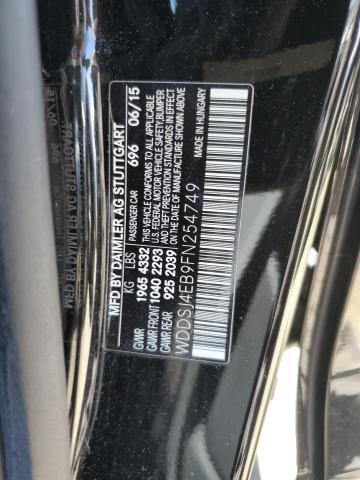 MFD BY DAIMLER AG STUTTGART
KG LBS PASSENGER CAR 696 06/15
GVWR 1965 4332 THIS VEHICLE CONFORMS TO ALL APPLICABLE
GAWR FRONT 1040 2293 U.S. FEDERAL MOTOR VEHICLE SAFETY, BUMPER
GAWR REAR 925 2039 AND THEFT PREVENTION STANDARDS IN EFFECT
ON THE DATE OF MANUFACTURE SHOWN ABOVE
WDDSJ4EB9FN254749 MADE IN HUNGARY